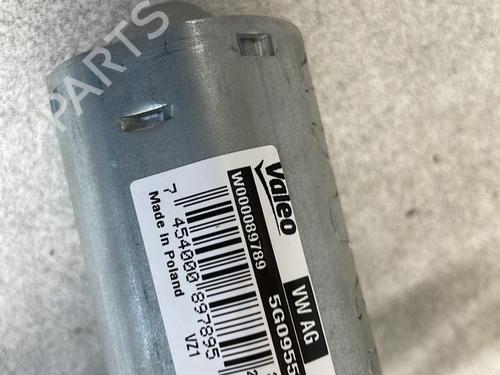 PARTS
Valeo
VW AG
W000089789
5G0955
7 454000 897895
Made in Poland
VZ1